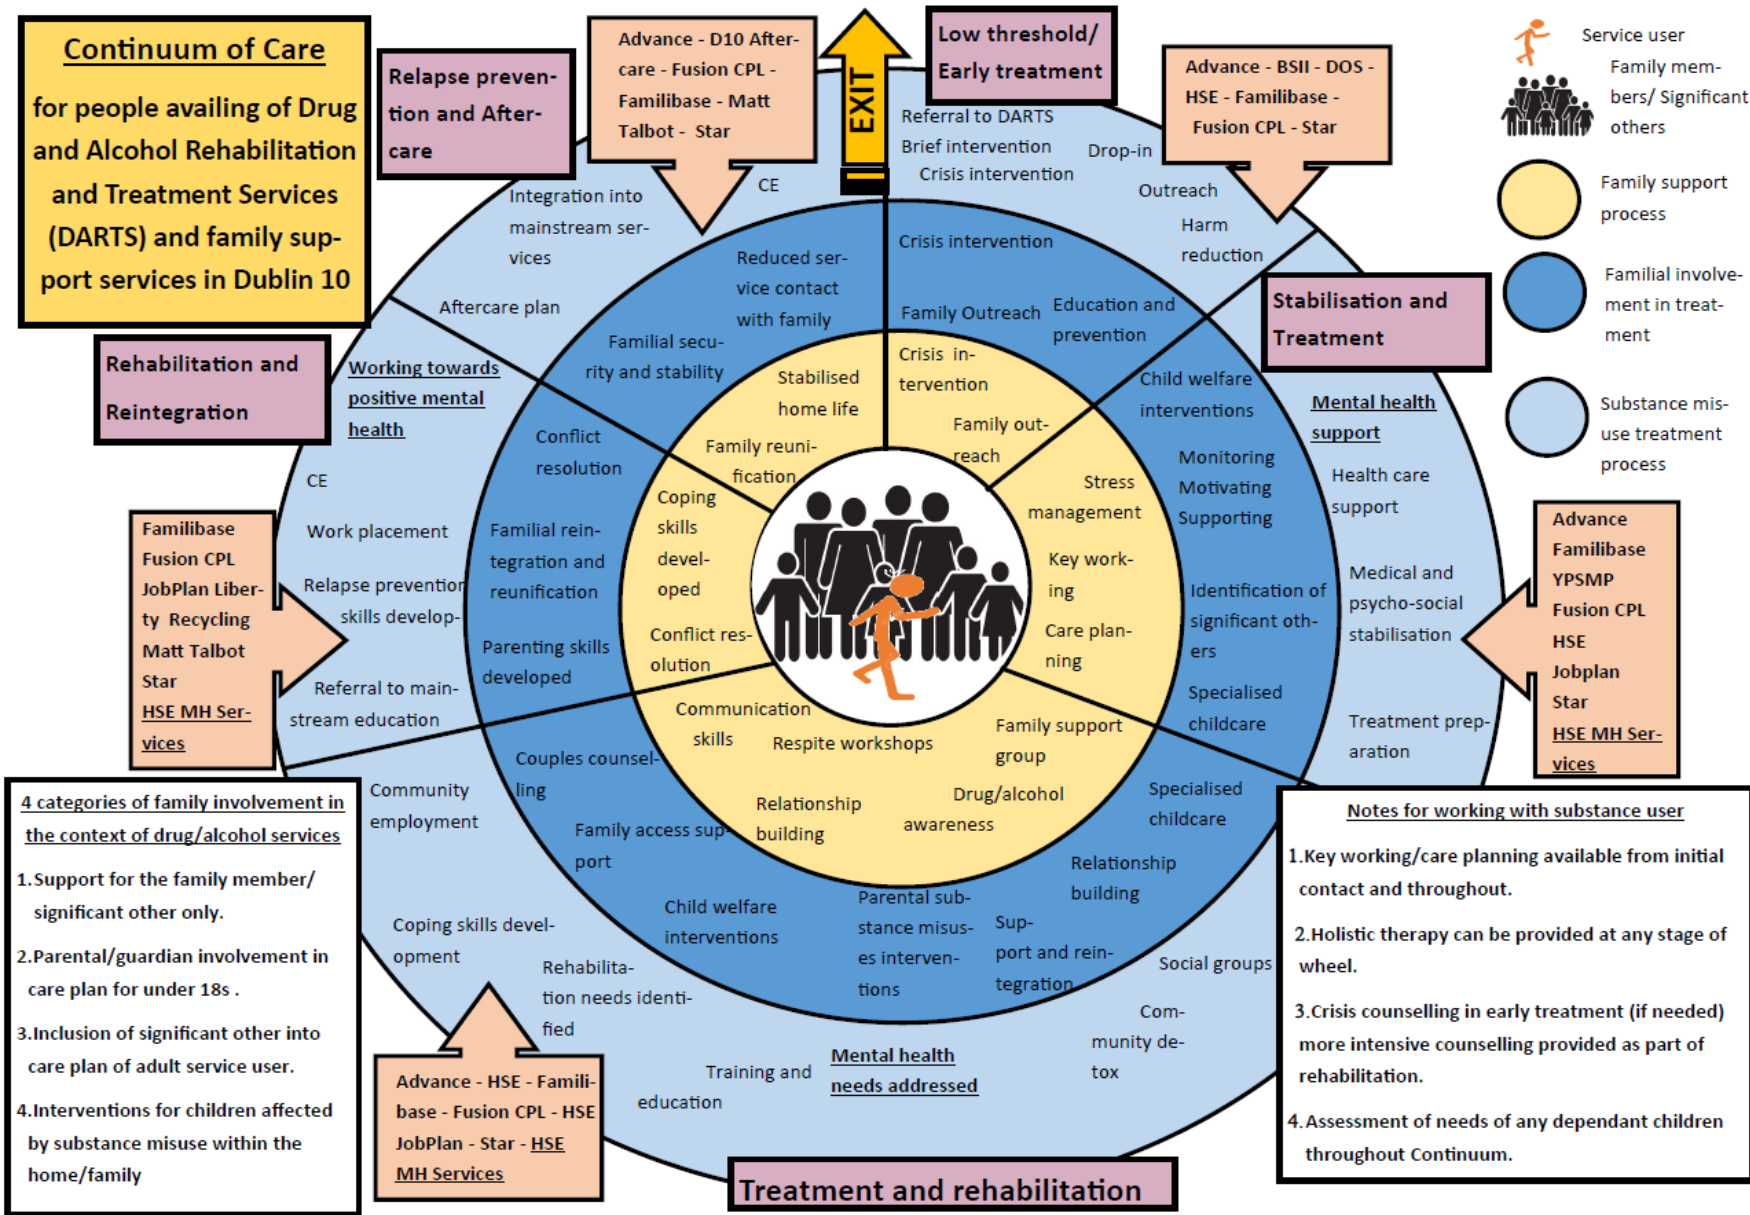 Continuum of Care
for people availing of Drug
and Alcohol Rehabilitation
and Treatment Services
(DARTS) and family sup-
port services in Dublin 10
Relapse preven-
tion and After-
care
Advance - D10 After-
care - Fusion CPL -
Familibase - Matt
Talbot - Star
EXIT
Low threshold/
Early treatment
Advance - BSII - DOS -
HSE - Familibase -
Fusion CPL - Star
Service user
Family mem-
bers/ Significant
others
Family support
process
Familial involve-
ment in treat-
ment
Substance mis-
use treatment
process
Referral to DARTS
Brief intervention
Crisis intervention
Drop-in
Outreach
Harm
reduction
CE
Integration into
mainstream ser-
vices
Aftercare plan
Crisis intervention
Family Outreach
Education and
prevention
Reduced ser-
vice contact
with family
Familial secu-
rity and stability
Crisis in-
tervention
Family out-
reach
Stabilised
home life
Family reuni-
fication
Stabilisation and
Treatment
Mental health
support
Health care
support
Medical and
psycho-social
stabilisation
Treatment prep-
aration
Child welfare
interventions
Monitoring
Motivating
Supporting
Identification of
significant oth-
ers
Specialised
childcare
Stress
management
Key work-
ing
Care plan-
ning
Advance
Familibase
YPSMP
Fusion CPL
HSE
Jobplan
Star
HSE MH Ser-
vices
Rehabilitation and
Reintegration
Working towards
positive mental
health
CE
Work placement
Relapse prevention
skills develop-
Referral to main-
stream education
Conflict
resolution
Familial rein-
tegration and
reunification
Parenting skills
developed
Coping
skills
devel-
oped
Conflict res-
olution
Familibase
Fusion CPL
JobPlan Liber-
ty Recycling
Matt Talbot
Star
HSE MH Ser-
vices
Communication
skills
Respite workshops
Family support
group
Relationship
building
Drug/alcohol
awareness
Couples counsel-
ling
Family access sup-
port
Child welfare
interventions
Parental sub-
stance misus-
es interven-
tions
Sup-
port and rein-
tegration
Relationship
building
Specialised
childcare
Community
employment
Coping skills devel-
opment
Rehabilita-
tion needs identi-
fied
Training and
education
Mental health
needs addressed
Com-
munity de-
tox
Social groups
Advance - HSE - Famili-
base - Fusion CPL - HSE
JobPlan - Star - HSE
MH Services
Treatment and rehabilitation
4 categories of family involvement in
the context of drug/alcohol services
1.Support for the family member/
significant other only.
2.Parental/guardian involvement in
care plan for under 18s .
3.Inclusion of significant other into
care plan of adult service user.
4.Interventions for children affected
by substance misuse within the
home/family
Notes for working with substance user
1.Key working/care planning available from initial
contact and throughout.
2.Holistic therapy can be provided at any stage of
wheel.
3.Crisis counselling in early treatment (if needed)
more intensive counselling provided as part of
rehabilitation.
4.Assessment of needs of any dependant children
throughout Continuum.